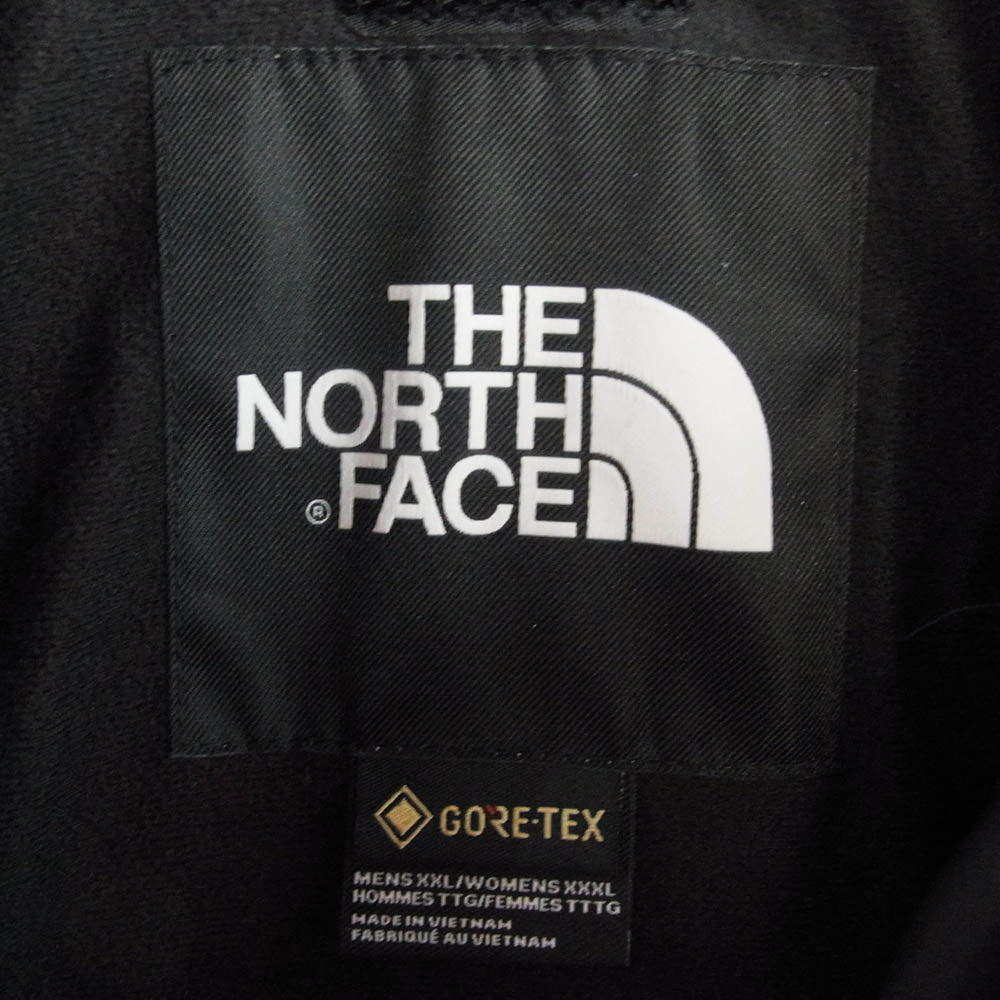 THE
NORTH
® FACE
GORE-TEX
MENS XXL/WOMENS XXXL
HOMMES TTG/FEMMES TTTG
MADE IN VIETNAM
FABRIQUÉ AU VIETNAM